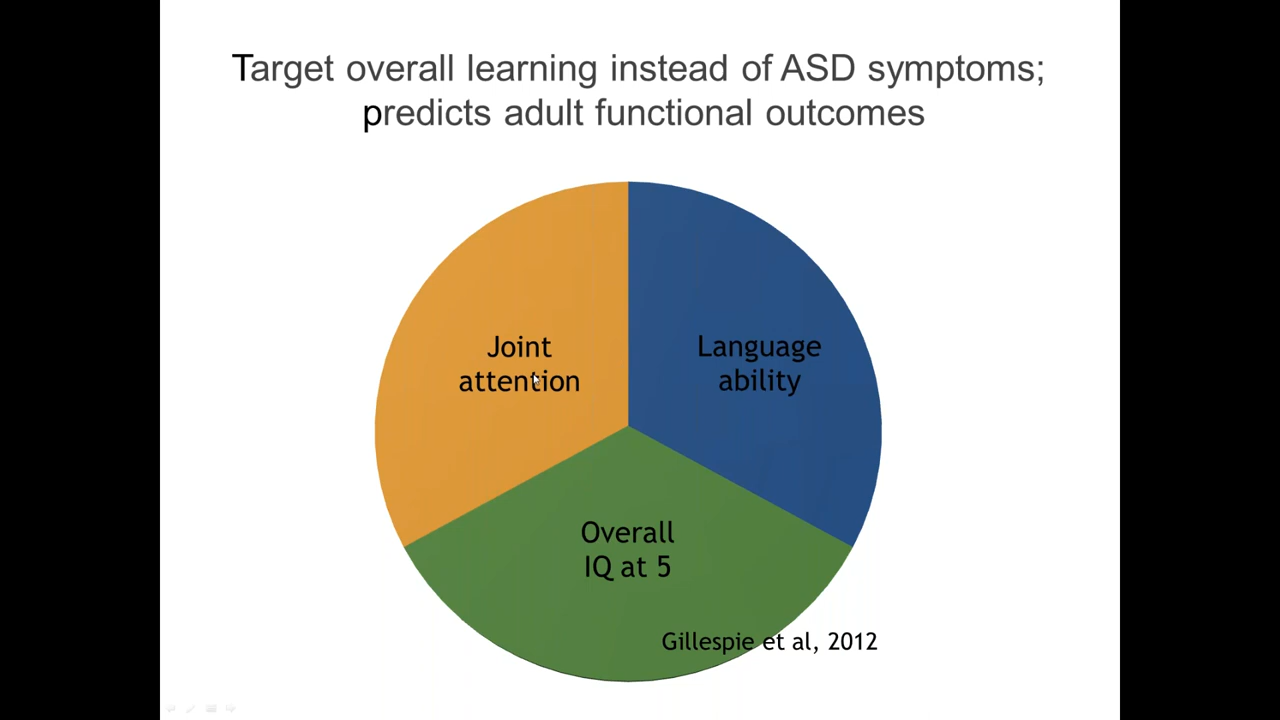 Target overall learning instead of ASD symptoms;
predicts adult functional outcomes
Joint
attention
Language
ability
Overall
IQ at 5
Gillespie et al, 2012